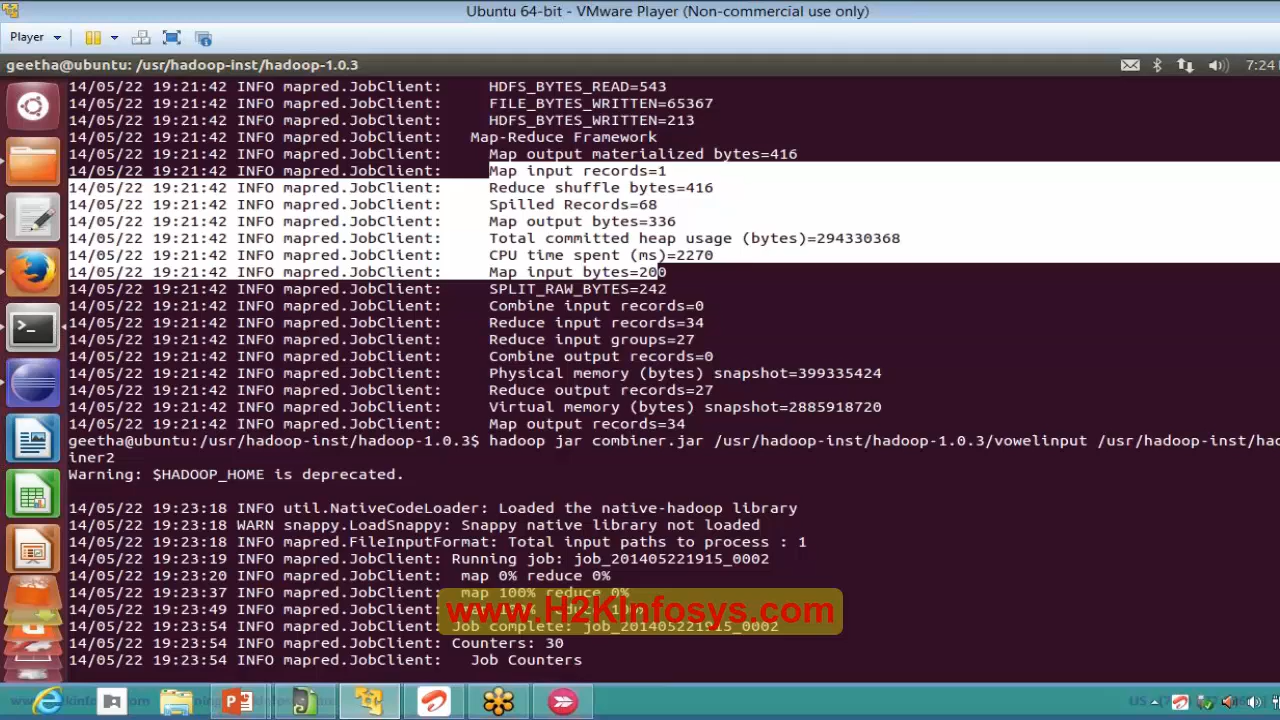 Ubuntu 64-bit - VMware Player (Non-commercial use only)
Player
geetha@ubuntu: /usr/hadoop-inst/hadoop-1.0.3
7:24
14/05/22 19:21:42 INFO mapred.JobClient:     HDFS_BYTES_READ=543
14/05/22 19:21:42 INFO mapred.JobClient:     FILE_BYTES_WRITTEN=65367
14/05/22 19:21:42 INFO mapred.JobClient:     HDFS_BYTES_WRITTEN=213
14/05/22 19:21:42 INFO mapred.JobClient:   Map-Reduce Framework
14/05/22 19:21:42 INFO mapred.JobClient:     Map output materialized bytes=416
14/05/22 19:21:42 INFO mapred.JobClient:     Map input records=1
14/05/22 19:21:42 INFO mapred.JobClient:     Reduce shuffle bytes=416
14/05/22 19:21:42 INFO mapred.JobClient:     Spilled Records=68
14/05/22 19:21:42 INFO mapred.JobClient:     Map output bytes=336
14/05/22 19:21:42 INFO mapred.JobClient:     Total committed heap usage (bytes)=294330368
14/05/22 19:21:42 INFO mapred.JobClient:     CPU time spent (ms)=2270
14/05/22 19:21:42 INFO mapred.JobClient:     Map input bytes=200
14/05/22 19:21:42 INFO mapred.JobClient:     SPLIT_RAW_BYTES=242
14/05/22 19:21:42 INFO mapred.JobClient:     Combine input records=0
14/05/22 19:21:42 INFO mapred.JobClient:     Reduce input records=34
14/05/22 19:21:42 INFO mapred.JobClient:     Reduce input groups=27
14/05/22 19:21:42 INFO mapred.JobClient:     Combine output records=0
14/05/22 19:21:42 INFO mapred.JobClient:     Physical memory (bytes) snapshot=399335424
14/05/22 19:21:42 INFO mapred.JobClient:     Reduce output records=27
14/05/22 19:21:42 INFO mapred.JobClient:     Virtual memory (bytes) snapshot=2885918720
14/05/22 19:21:42 INFO mapred.JobClient:     Map output records=34
geetha@ubuntu:/usr/hadoop-inst/hadoop-1.0.3$ hadoop jar combiner.jar /usr/hadoop-inst/hadoop-1.0.3/vowelinput /usr/hadoop-inst/ha
iner2
Warning: $HADOOP_HOME is deprecated.
14/05/22 19:23:18 INFO util.NativeCodeLoader: Loaded the native-hadoop library
14/05/22 19:23:18 WARN snappy.LoadSnappy: Snappy native library not loaded
14/05/22 19:23:18 INFO mapred.FileInputFormat: Total input paths to process : 1
14/05/22 19:23:19 INFO mapred.JobClient: Running job: job_201405221915_0002
14/05/22 19:23:20 INFO mapred.JobClient:  map 0% reduce 0%
14/05/22 19:23:37 INFO mapred.JobClient:  map 100% reduce 0%
14/05/22 19:23:49 INFO mapred.JobClient:
www.H2KInfosys.com
14/05/22 19:23:54 INFO mapred.JobClient: Job complete: job_201405221915_0002
14/05/22 19:23:54 INFO mapred.JobClient: Counters: 30
14/05/22 19:23:54 INFO mapred.JobClient:   Job Counters
US